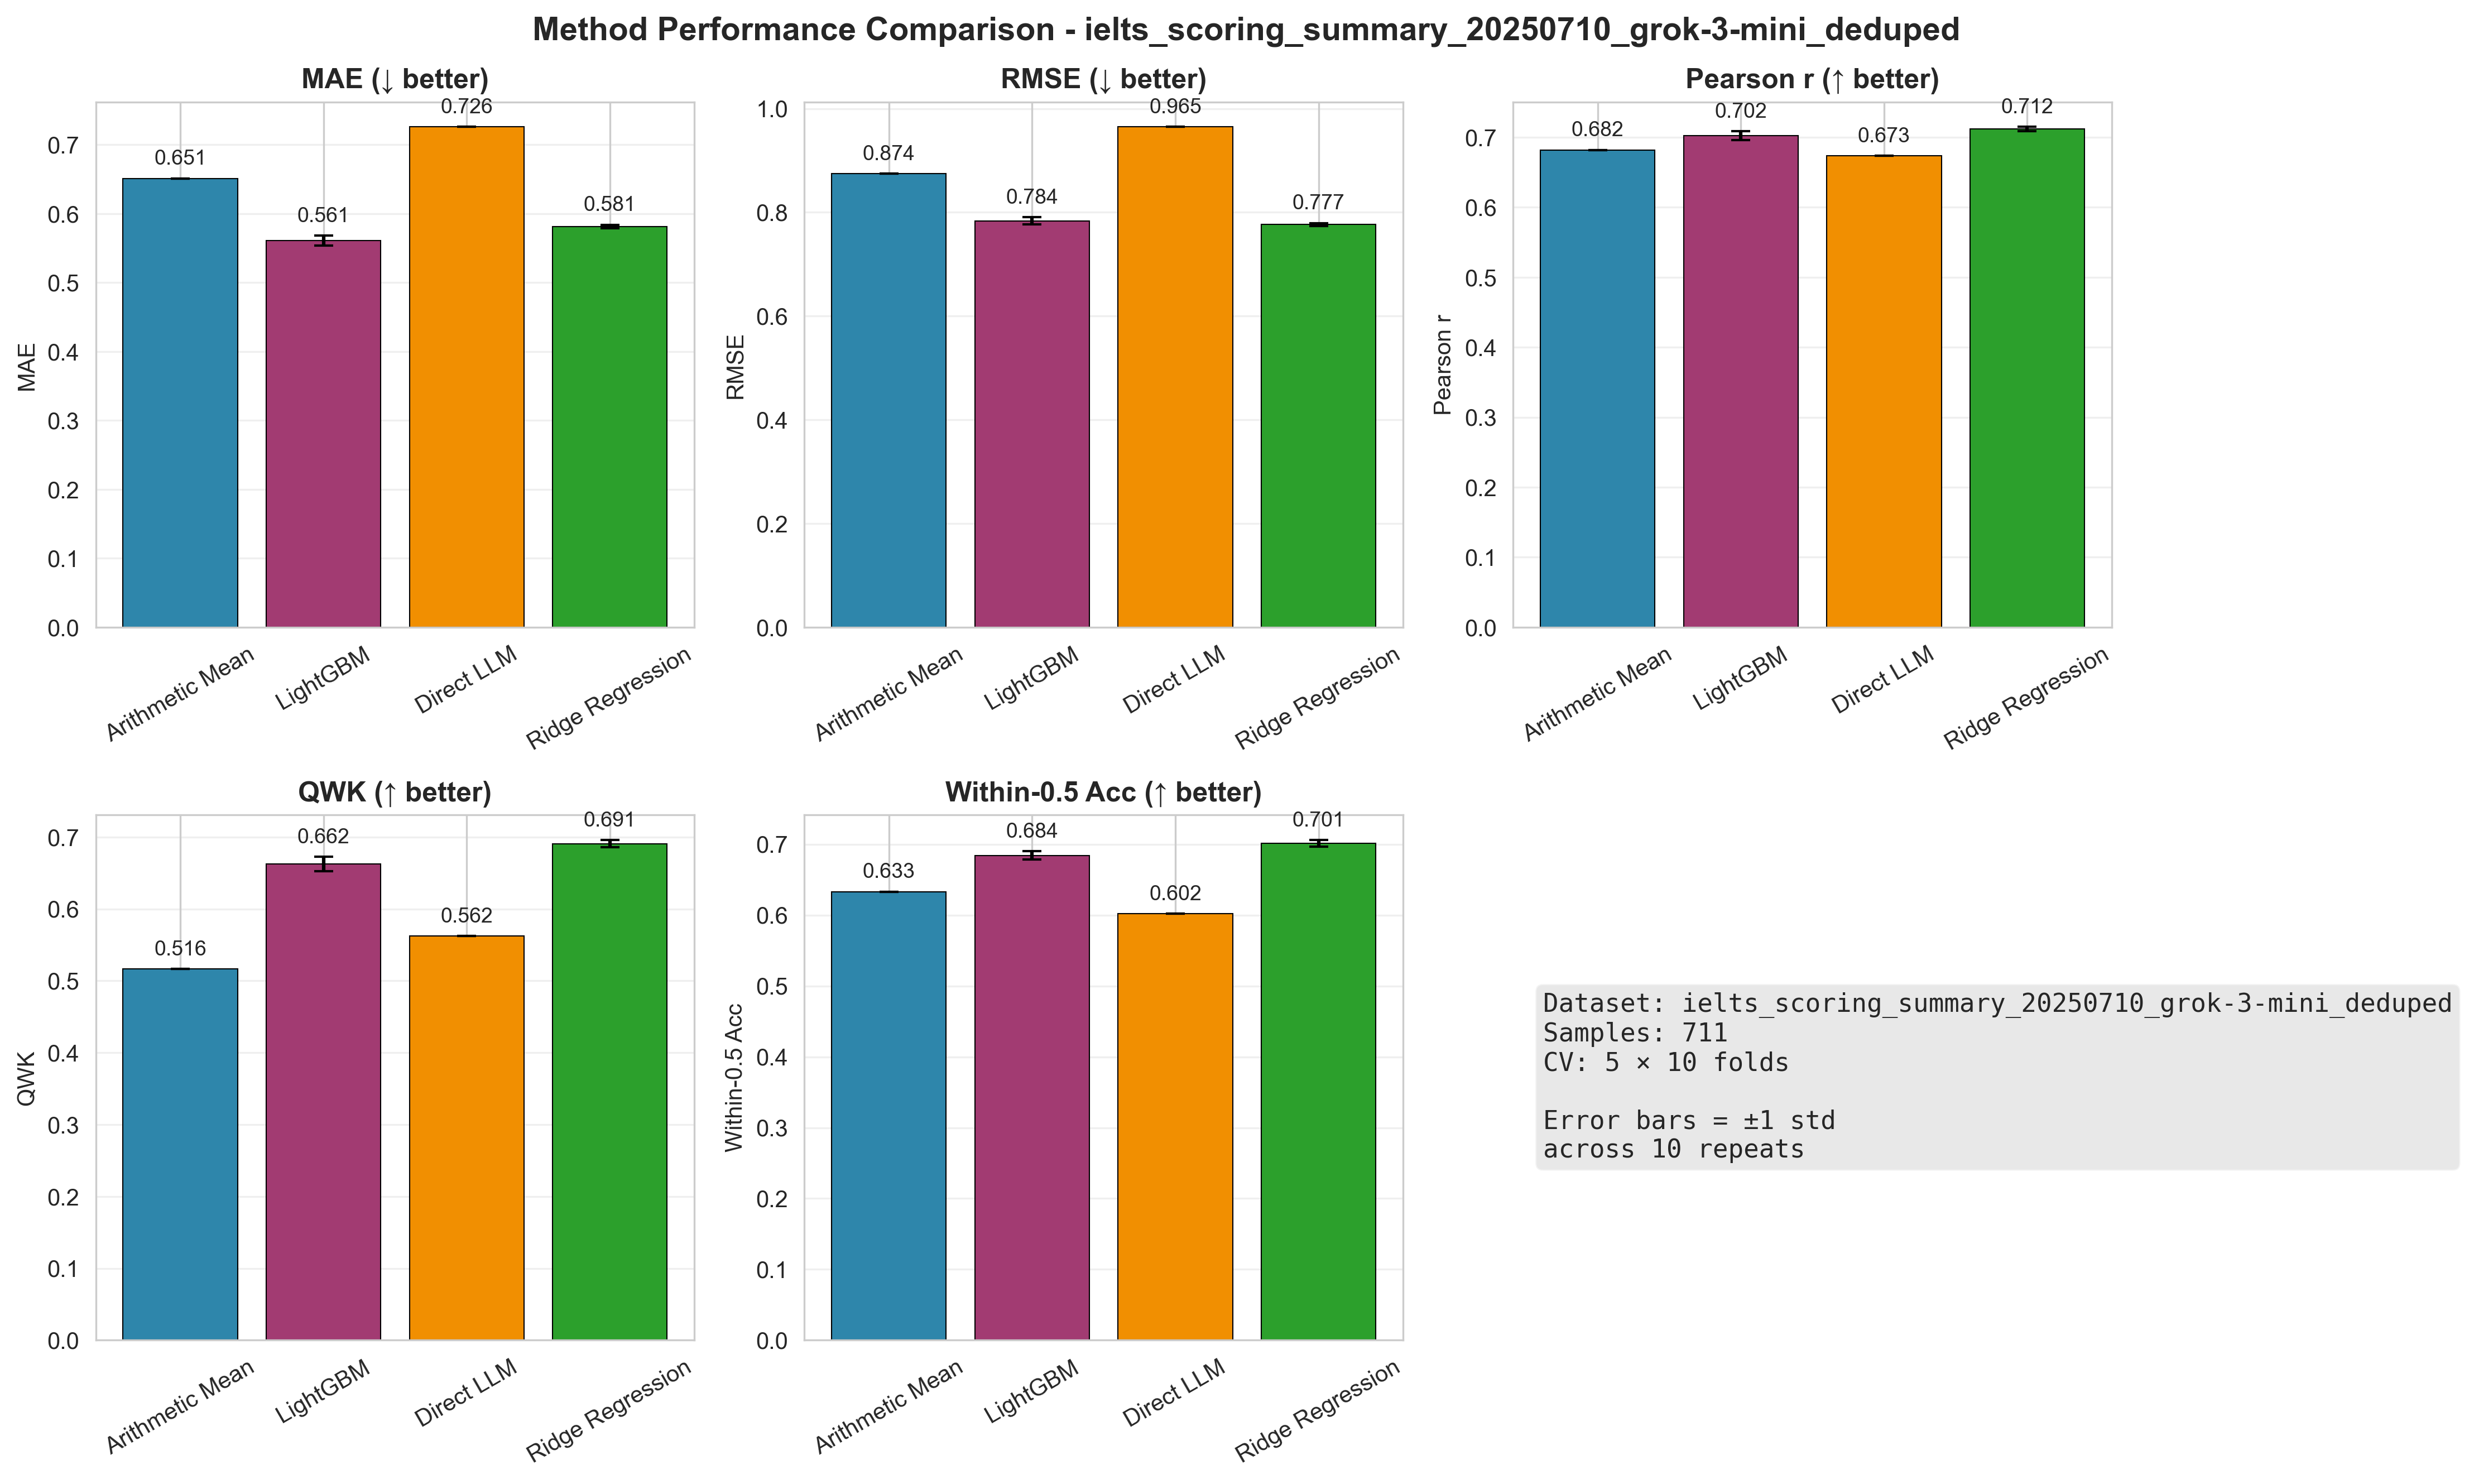 Method Performance Comparison - ielts_scoring_summary_20250710_grok-3-mini_deduped
MAE (↓ better)
MAE
0.7
0.6
0.5
0.4
0.3
0.2
0.1
0.0
0.651
0.561
0.726
0.581
Arithmetic Mean
LightGBM
Direct LLM
Ridge Regression
RMSE (↓ better)
RMSE
1.0
0.8
0.6
0.4
0.2
0.0
0.874
0.784
0.965
0.777
Arithmetic Mean
LightGBM
Direct LLM
Ridge Regression
Pearson r (↑ better)
Pearson r
0.7
0.6
0.5
0.4
0.3
0.2
0.1
0.0
0.682
0.702
0.673
0.712
Arithmetic Mean
LightGBM
Direct LLM
Ridge Regression
QWK (↑ better)
QWK
0.7
0.6
0.5
0.4
0.3
0.2
0.1
0.0
0.516
0.662
0.562
0.691
Arithmetic Mean
LightGBM
Direct LLM
Ridge Regression
Within-0.5 Acc (↑ better)
Within-0.5 Acc
0.7
0.6
0.5
0.4
0.3
0.2
0.1
0.0
0.633
0.684
0.602
0.701
Arithmetic Mean
LightGBM
Direct LLM
Ridge Regression
Dataset: ielts_scoring_summary_20250710_grok-3-mini_deduped
Samples: 711
CV: 5 × 10 folds
Error bars = ±1 std
across 10 repeats